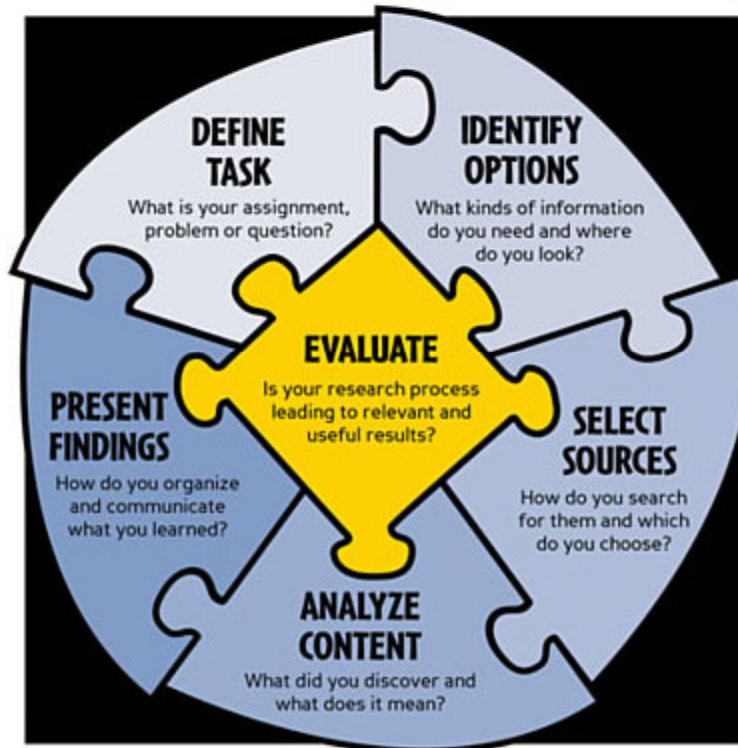 DEFINE
TASK
What is your assignment,
problem or question?
IDENTIFY
OPTIONS
What kinds of information
do you need and where
do you look?
SELECT
SOURCES
How do you search
for them and which
do you choose?
ANALYZE
CONTENT
What did you discover and
what does it mean?
PRESENT
FINDINGS
How do you organize
and communicate
what you learned?
EVALUATE
Is your research process
leading to relevant and
useful results?